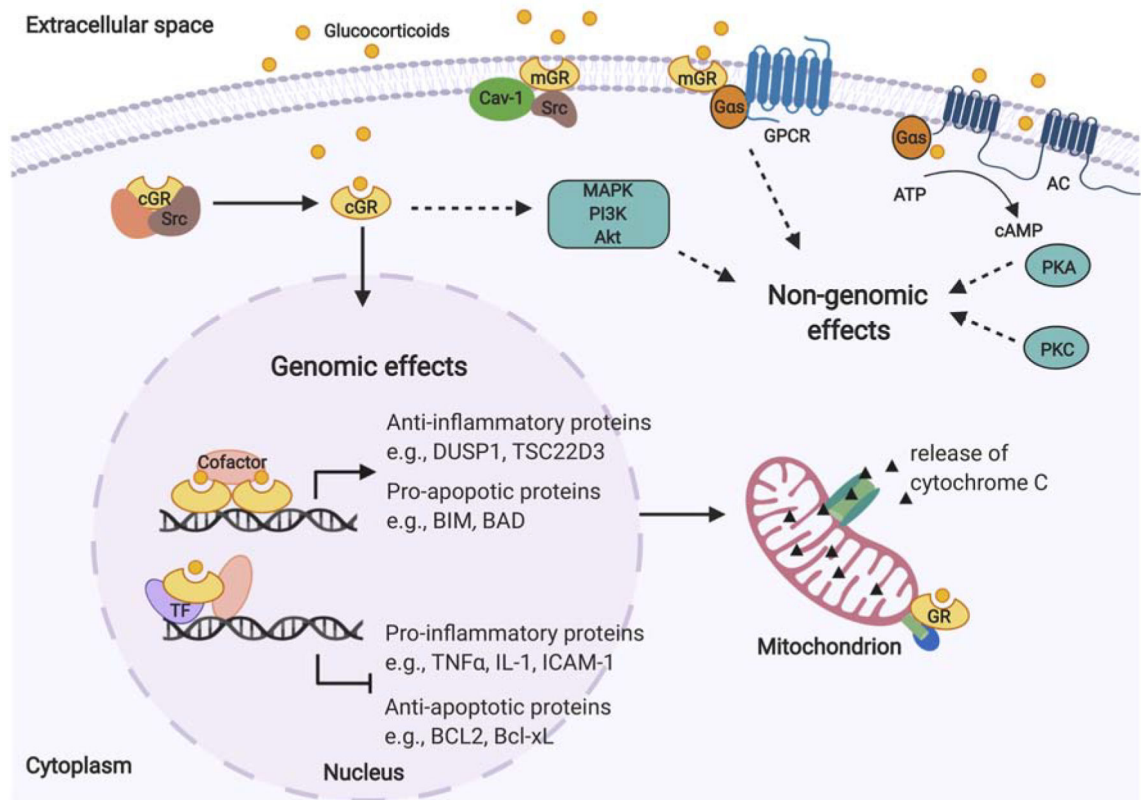 Extracellular space
Glucocorticoids
mGR
Cav-1
Src
mGR
Gαs
GPCR
Gαs
ATP
AC
cAMP
cGR
Src
cGR
MAPK
PI3K
Akt
PKA
PKC
Non-genomic
effects
Genomic effects
Cofactor
Anti-inflammatory proteins
e.g., DUSP1, TSC22D3
Pro-apopotic proteins
e.g., BIM, BAD
release of
cytochrome C
TF
GR
Mitochondrion
Pro-inflammatory proteins
e.g., TNFα, IL-1, ICAM-1
Anti-apoptotic proteins
e.g., BCL2, Bcl-xL
Cytoplasm
Nucleus